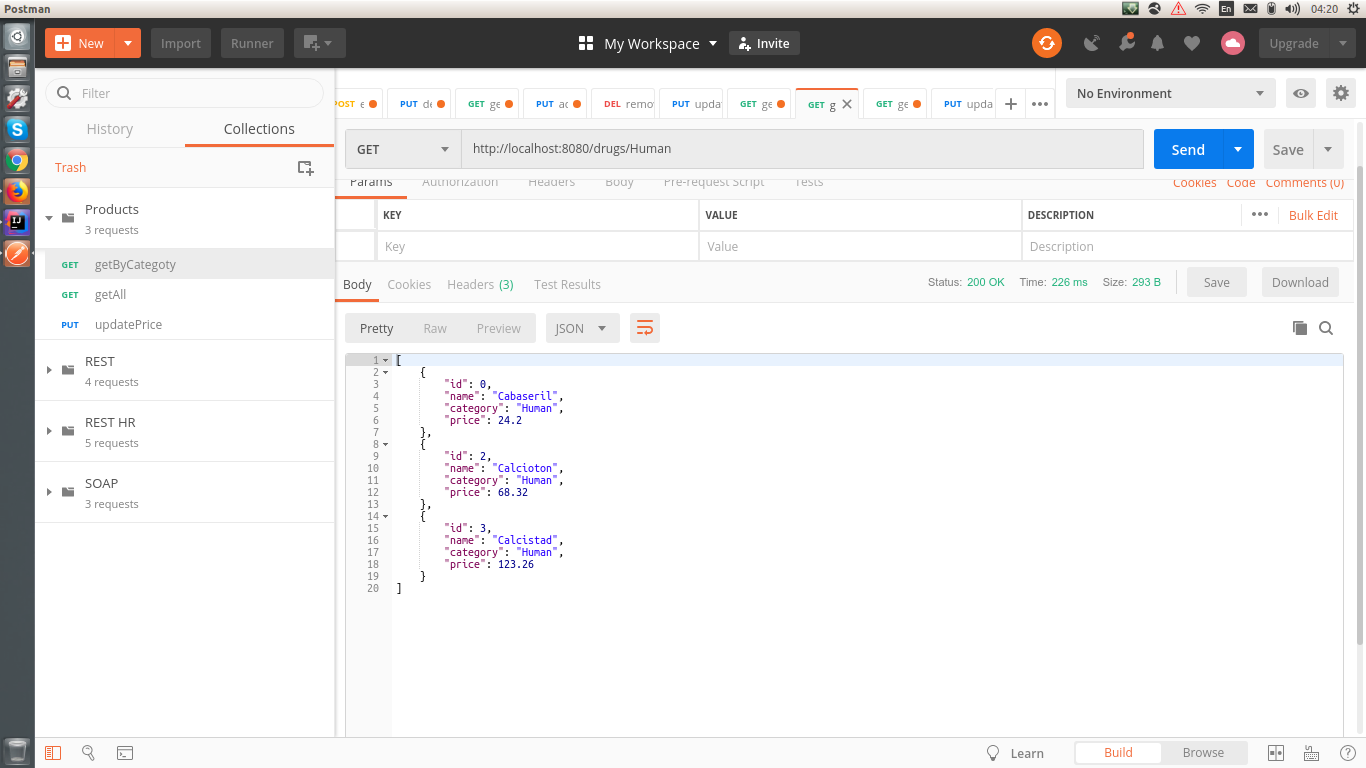 Postman
En
04:20
New
Import
Runner
My Workspace
Invite
Upgrade
Filter
History
Collections
Trash
Products
3 requests
GET getByCategoty
GET getAll
PUT updatePrice
REST
4 requests
REST HR
5 requests
SOAP
3 requests
POST e
PUT de
GET ge
PUT ac
DEL remo
PUT upda
GET ge
GET g
GET ge
PUT upda
No Environment
GET
http://localhost:8080/drugs/Human
Send
Save
Params Authorization Headers Body Pre-request Script Tests
Cookies Code Comments (0)
KEY VALUE DESCRIPTION
Bulk Edit
Key Value Description
Body Cookies Headers (3) Test Results
Status: 200 OK Time: 226 ms Size: 293 B
Save
Download
Pretty Raw Preview
JSON
1 [
2 {
3 "id": 0,
4 "name": "Cabaseril",
5 "category": "Human",
6 "price": 24.2
7 },
8 {
9 "id": 2,
10 "name": "Calcioton",
11 "category": "Human",
12 "price": 68.32
13 },
14 {
15 "id": 3,
16 "name": "Calcistad",
17 "category": "Human",
18 "price": 123.26
19 }
20 ]
Learn
Build
Browse